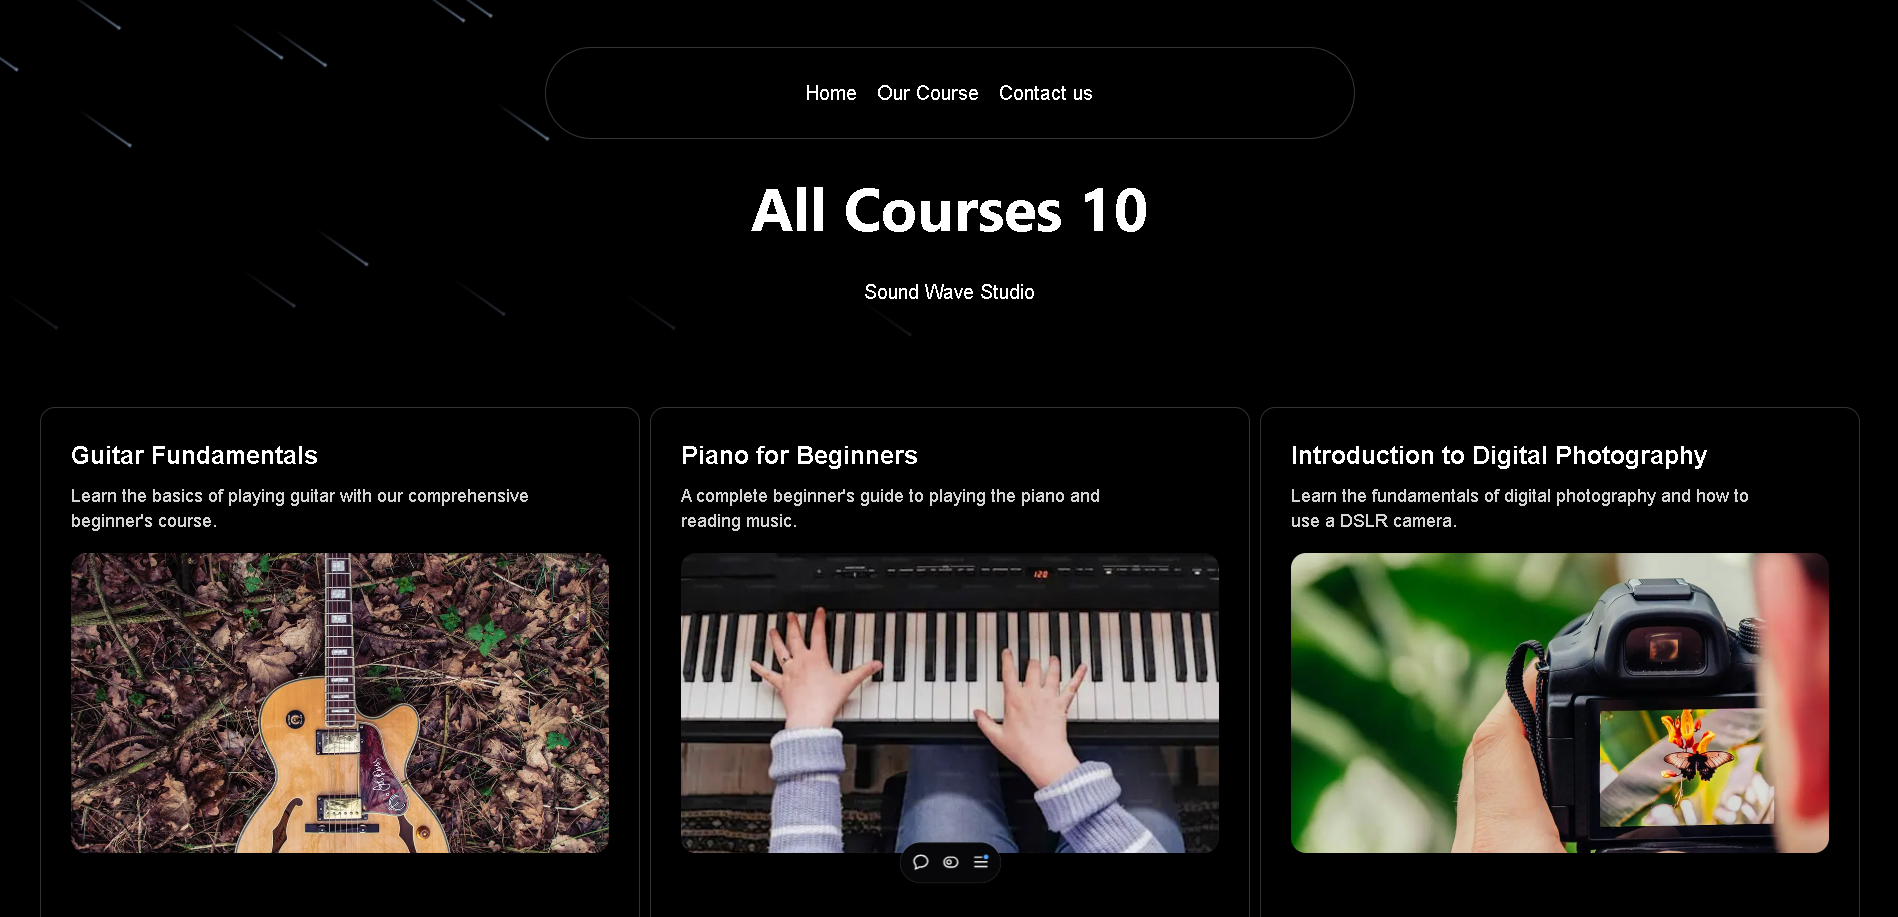 Home Our Course Contact us
All Courses 10
Sound Wave Studio
Guitar Fundamentals
Learn the basics of playing guitar with our comprehensive
beginner's course.
Piano for Beginners
A complete beginner's guide to playing the piano and
reading music.
120
Introduction to Digital Photography
Learn the fundamentals of digital photography and how to
use a DSLR camera.